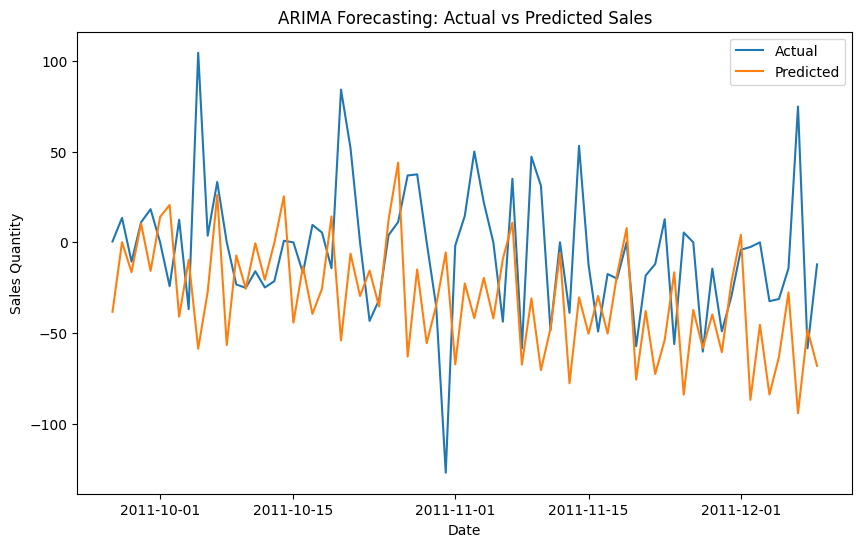 ARIMA Forecasting: Actual vs Predicted Sales
Actual
Predicted
Sales Quantity
100
50
0
−50
−100
2011-10-01
2011-10-15
2011-11-01
2011-11-15
2011-12-01
Date